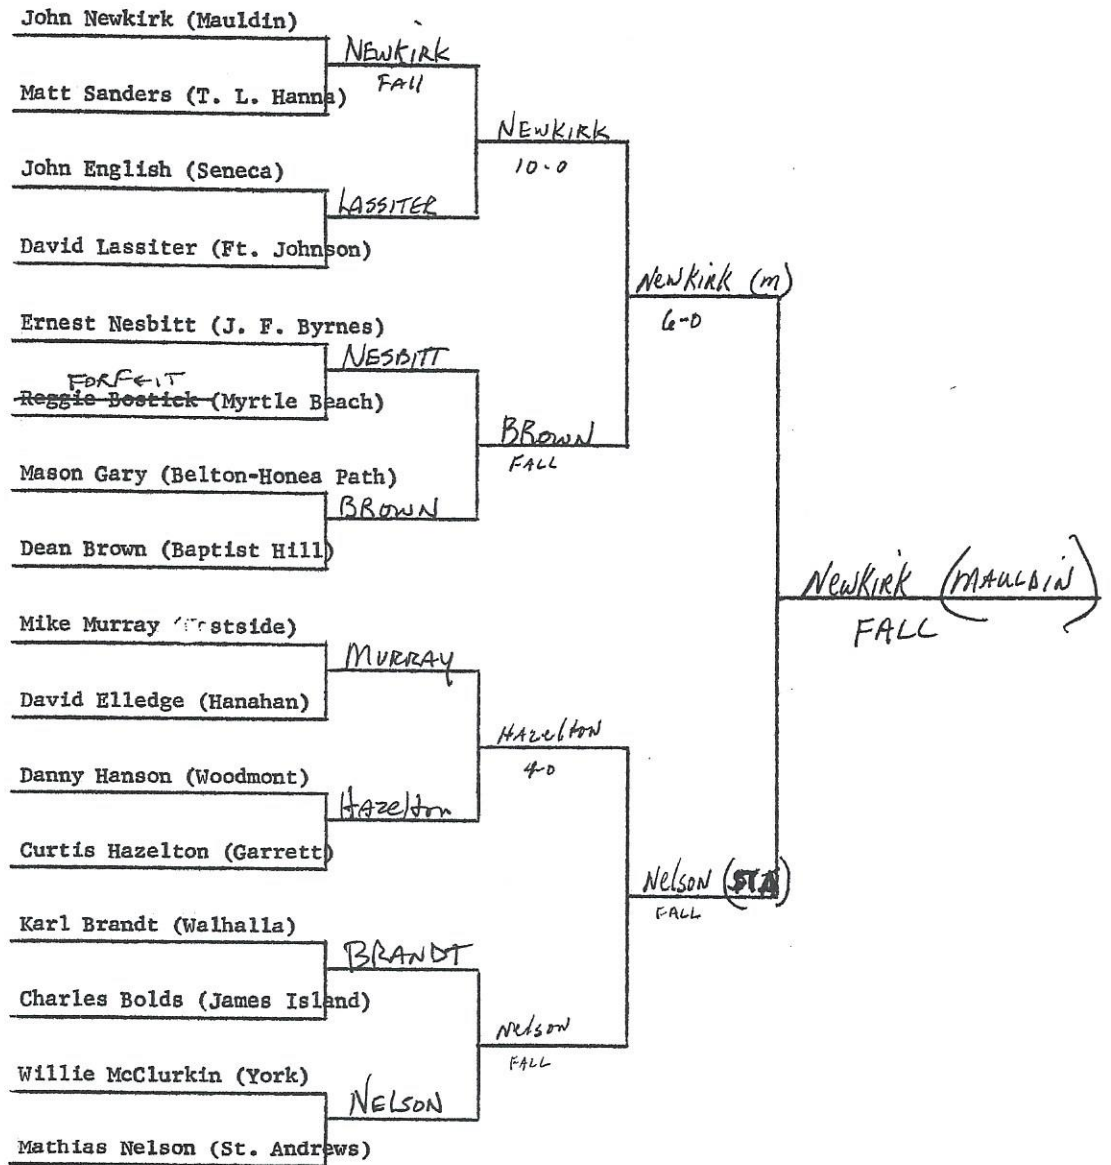 John Newkirk (Mauldin)
NEWKIRK
FAll
Matt Sanders (T. L. Hanna)
NEWKIRK
10-0
John English (Seneca)
LASSITER
David Lassiter (Ft. Johnson)
NewKirk (m)
6-0
Ernest Nesbitt (J. F. Byrnes)
NESBITT
FORFEIT
Reggie Bostick (Myrtle Beach)
BROWN
FALL
Mason Gary (Belton-Honea Path)
BROWN
Dean Brown (Baptist Hill)
NewKirk (MAULDIN)
FALL
Mike Murray stside)
MURRAY
David Elledge (Hanahan)
HAzelton
4-0
Danny Hanson (Woodmont)
HAzelton
Curtis Hazelton (Garrett)
Nelson (STA)
FALL
Karl Brandt (Walhalla)
BRANDT
Charles Bolds (James Island)
Nelson
FALL
Willie McClurkin (York)
NELSON
Mathias Nelson (St. Andrews)